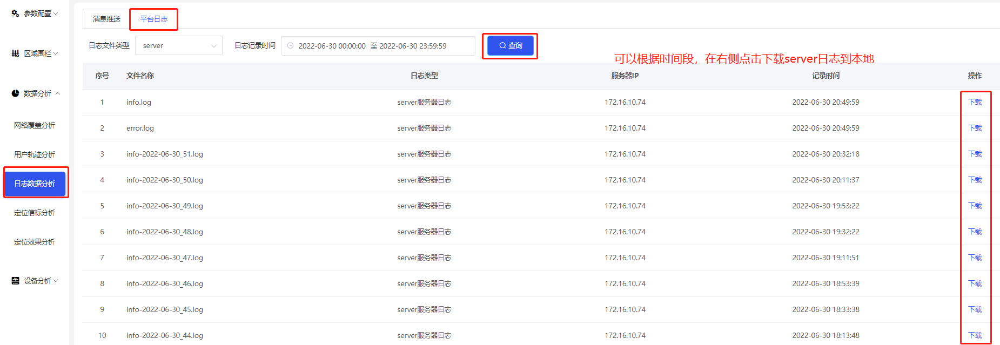 参数配置
区域围栏
数据分析
网络覆盖分析
用户轨迹分析
日志数据分析
定位信标分析
定位效果分析
设备分析
消息推送 平台日志
日志文件类型 server 日志记录时间 2022-06-30 00:00:00 至 2022-06-30 23:59:59 查询
可以根据时间段，在右侧点击下载server日志到本地
序号 文件名称 日志类型 服务器IP 记录时间 操作
1 info.log server服务器日志 172.16.10.74 2022-06-30 20:49:59 下载
2 error.log server服务器日志 172.16.10.74 2022-06-30 20:49:59 下载
3 info-2022-06-30_51.log server服务器日志 172.16.10.74 2022-06-30 20:32:18 下载
4 info-2022-06-30_50.log server服务器日志 172.16.10.74 2022-06-30 20:11:37 下载
5 info-2022-06-30_49.log server服务器日志 172.16.10.74 2022-06-30 19:53:22 下载
6 info-2022-06-30_48.log server服务器日志 172.16.10.74 2022-06-30 19:32:22 下载
7 info-2022-06-30_47.log server服务器日志 172.16.10.74 2022-06-30 19:11:51 下载
8 info-2022-06-30_46.log server服务器日志 172.16.10.74 2022-06-30 18:53:39 下载
9 info-2022-06-30_45.log server服务器日志 172.16.10.74 2022-06-30 18:33:38 下载
10 info-2022-06-30_44.log server服务器日志 172.16.10.74 2022-06-30 18:13:48 下载